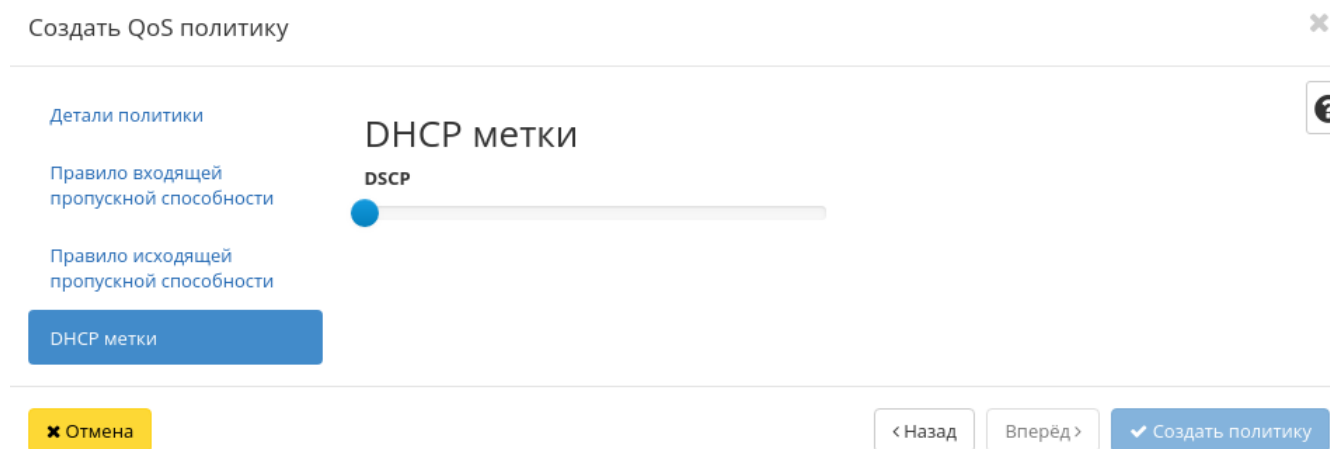 Создать QoS политику
Детали политики
Правило входящей
пропускной способности
Правило исходящей
пропускной способности
DHCP метки
DHCP метки
DSCP
Отмена
Назад
Вперёд
Создать политику